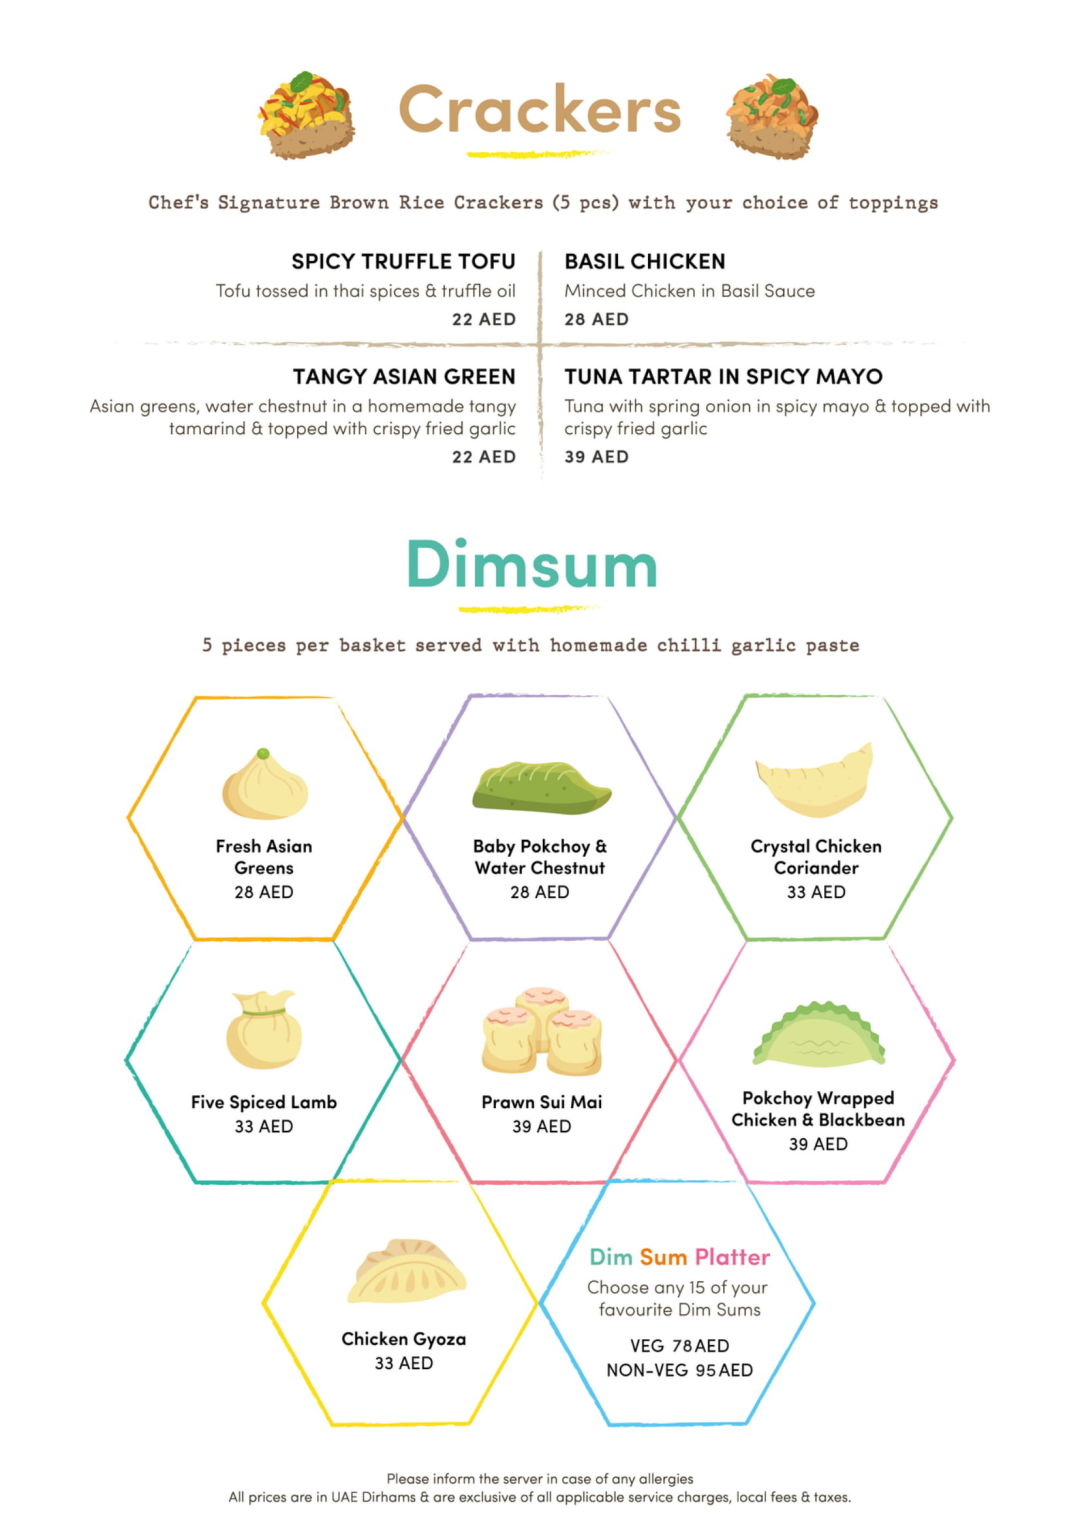 Crackers
Chef's Signature Brown Rice Crackers (5 pcs) with your choice of toppings
SPICY TRUFFLE TOFU
Tofu tossed in thai spices & truffle oil
22 AED
BASIL CHICKEN
Minced Chicken in Basil Sauce
28 AED
TANGY ASIAN GREEN
Asian greens, water chestnut in a homemade tangy
tamarind & topped with crispy fried garlic
22 AED
TUNA TARTAR IN SPICY MAYO
Tuna with spring onion in spicy mayo & topped with
crispy fried garlic
39 AED
Dimsum
5 pieces per basket served with homemade chilli garlic paste
Fresh Asian
Greens
28 AED
Baby Pokchoy &
Water Chestnut
28 AED
Crystal Chicken
Coriander
33 AED
Five Spiced Lamb
33 AED
Prawn Sui Mai
39 AED
Pokchoy Wrapped
Chicken & Blackbean
39 AED
Chicken Gyoza
33 AED
Dim Sum Platter
Choose any 15 of your
favourite Dim Sums
VEG 78AED
NON-VEG 95AED
Please inform the server in case of any allergies
All prices are in UAE Dirhams & are exclusive of all applicable service charges, local fees & taxes.